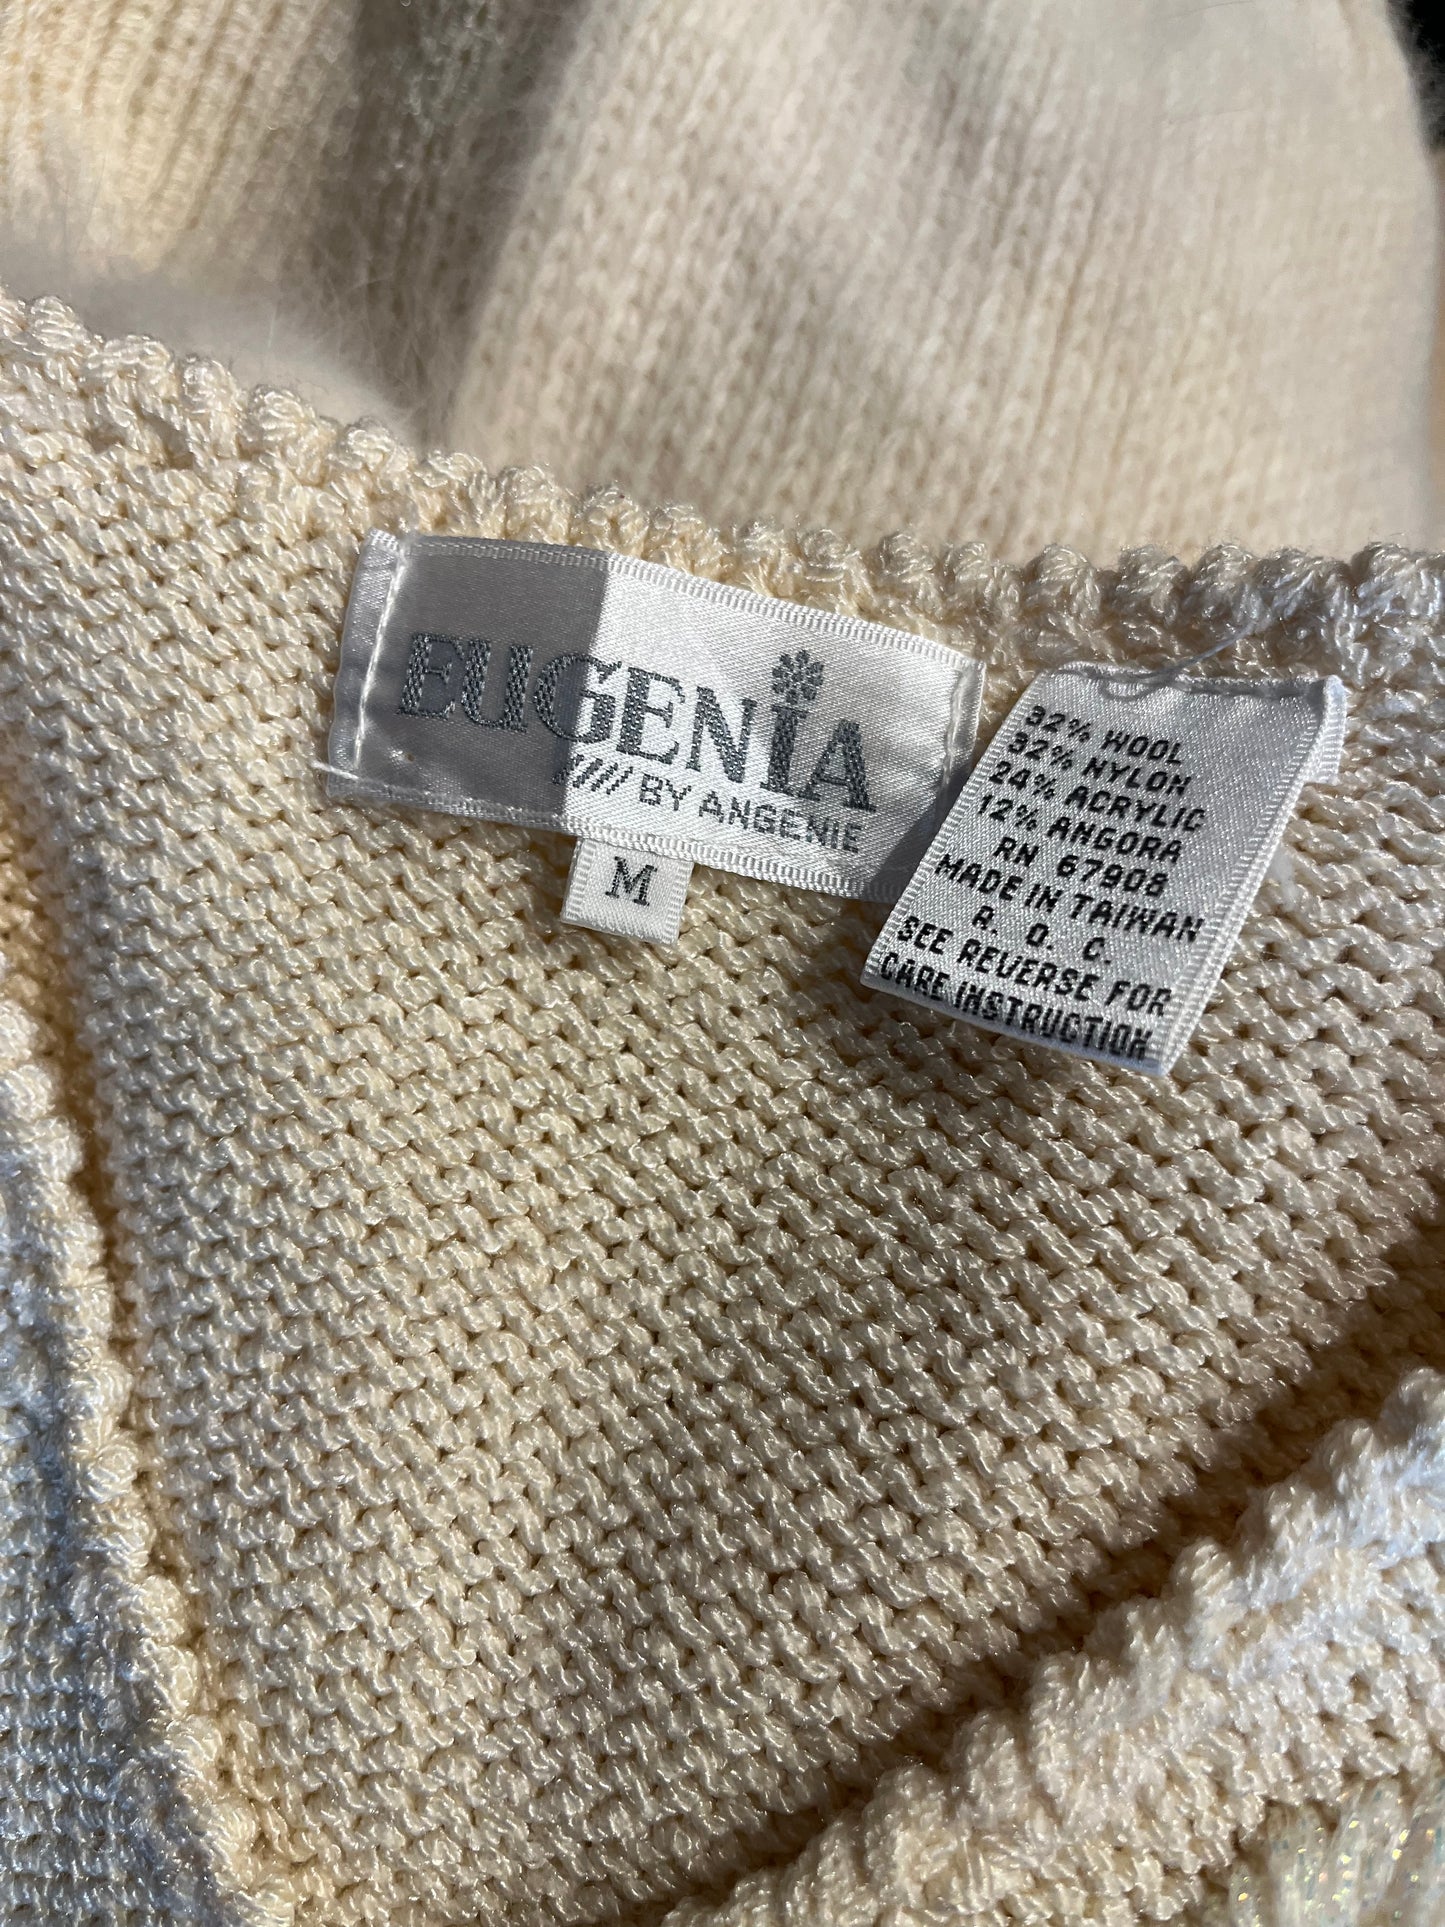 EUGENIA
//// BY ANGENIE
M
32% WOOL
32% NYLON
24% ACRYLIC
12% ANGORA
RN 67908
MADE IN TAIWAN
R. O. C.
SEE REVERSE FOR
CARE INSTRUCTION